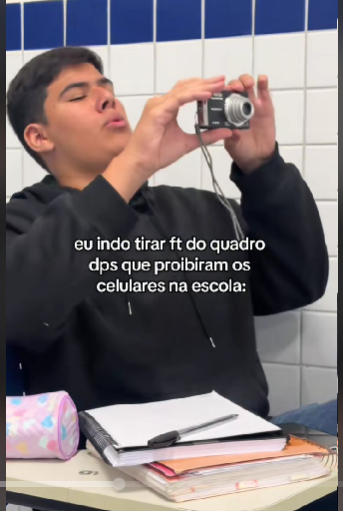 eu indo tirar ft do quadro
dps que proibiram os
celulares na escola: